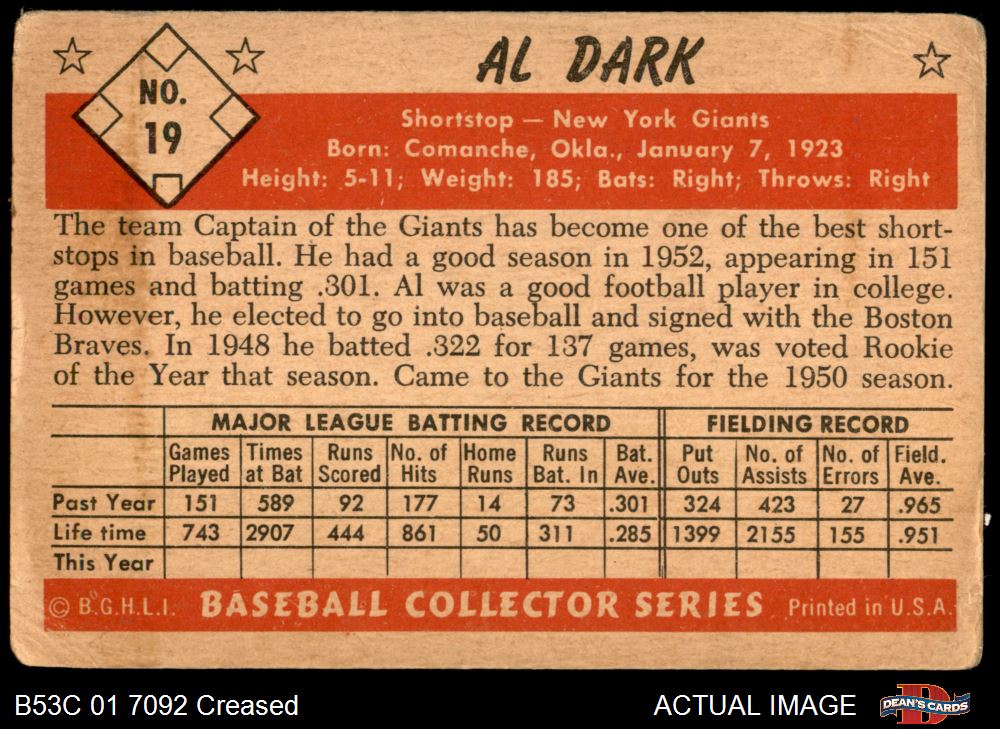 NO.
19
AL DARK
Shortstop — New York Giants
Born: Comanche, Okla., January 7, 1923
Height: 5-11; Weight: 185; Bats: Right; Throws: Right
The team Captain of the Giants has become one of the best short-
stops in baseball. He had a good season in 1952, appearing in 151
games and batting .301. Al was a good football player in college.
However, he elected to go into baseball and signed with the Boston
Braves. In 1948 he batted .322 for 137 games, was voted Rookie
of the Year that season. Came to the Giants for the 1950 season.
MAJOR LEAGUE BATTING RECORD FIELDING RECORD
Games Times Runs No. of Home Runs Bat. Put No. of No. of Field.
Played at Bat Scored Hits Runs Bat. In Ave. Outs Assists Errors Ave.
Past Year 151 589 92 177 14 73 .301 324 423 27 .965
Life time 743 2907 444 861 50 311 .285 1399 2155 155 .951
This Year
© B.G.H.L.I. BASEBALL COLLECTOR SERIES Printed in U.S.A.
B53C 01 7092 Creased ACTUAL IMAGE DEAN'S CARDS